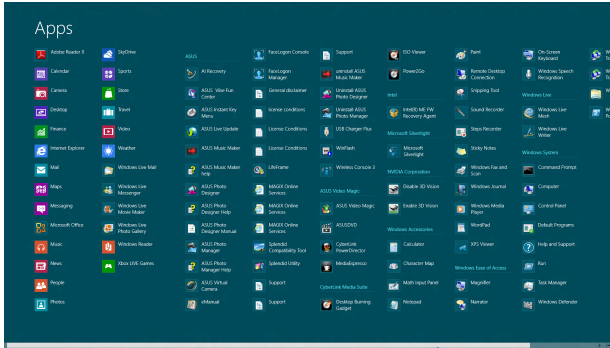 Apps
Adobe Reader X
Calendar
Camera
Desktop
Finance
Internet Explorer
Mail
Maps
Messaging
Microsoft Office
Music
News
People
Photos
SkyDrive
Sports
Store
Travel
Video
Weather
Windows Live Mail
Windows Live
Messenger
Windows Live
Movie Maker
Windows Live
Photo Gallery
Windows Reader
Xbox LIVE Games
ASUS
AI Recovery
ASUS Vibe Fun
Center
ASUS Instant Key
Menu
ASUS Live Update
ASUS Music Maker
ASUS Music Maker
help
ASUS Photo
Designer
ASUS Photo
Designer Help
ASUS Photo
Designer Manual
ASUS Photo
Manager
ASUS Photo
Manager Help
ASUS Virtual
Camera
eManual
FaceLogon Console
FaceLogon
Manager
General disclaimer
license conditions
License Conditions
License Conditions
LifeFrame
MAGIX Online
Services
MAGIX Online
Services
MAGIX Online
Services
Splendid
Compatibility Tool
Splendid Utility
Support
Support
Support
uninstall ASUS
Music Maker
Uninstall ASUS
Photo Designer
Uninstall ASUS
Photo Manager
USB Charger Plus
WinFlash
Wireless Console 3
ASUS Video Magic
ASUS Video Magic
ASUSDVD
CyberLink
PowerDirector
MediaEspresso
CyberLink Media Suite
Desktop Burning
Gadget
ISO Viewer
Power2Go
Intel
Intel(R) ME FW
Recovery Agent
Microsoft Silverlight
Microsoft
Silverlight
NVIDIA Corporation
Disable 3D Vision
Enable 3D Vision
Windows Accessories
Calculator
Character Map
Math Input Panel
Notepad
Paint
Remote Desktop
Connection
Snipping Tool
Sound Recorder
Steps Recorder
Sticky Notes
Windows Fax and
Scan
Windows Journal
Windows Media
Player
WordPad
XPS Viewer
Windows Ease of Access
Magnifier
Narrator
On-Screen
Keyboard
Windows Speech
Recognition
Windows Live
Windows Live
Mesh
Windows Live
Writer
Windows System
Command Prompt
Computer
Control Panel
Default Programs
Help and Support
Run
Task Manager
Windows Defender